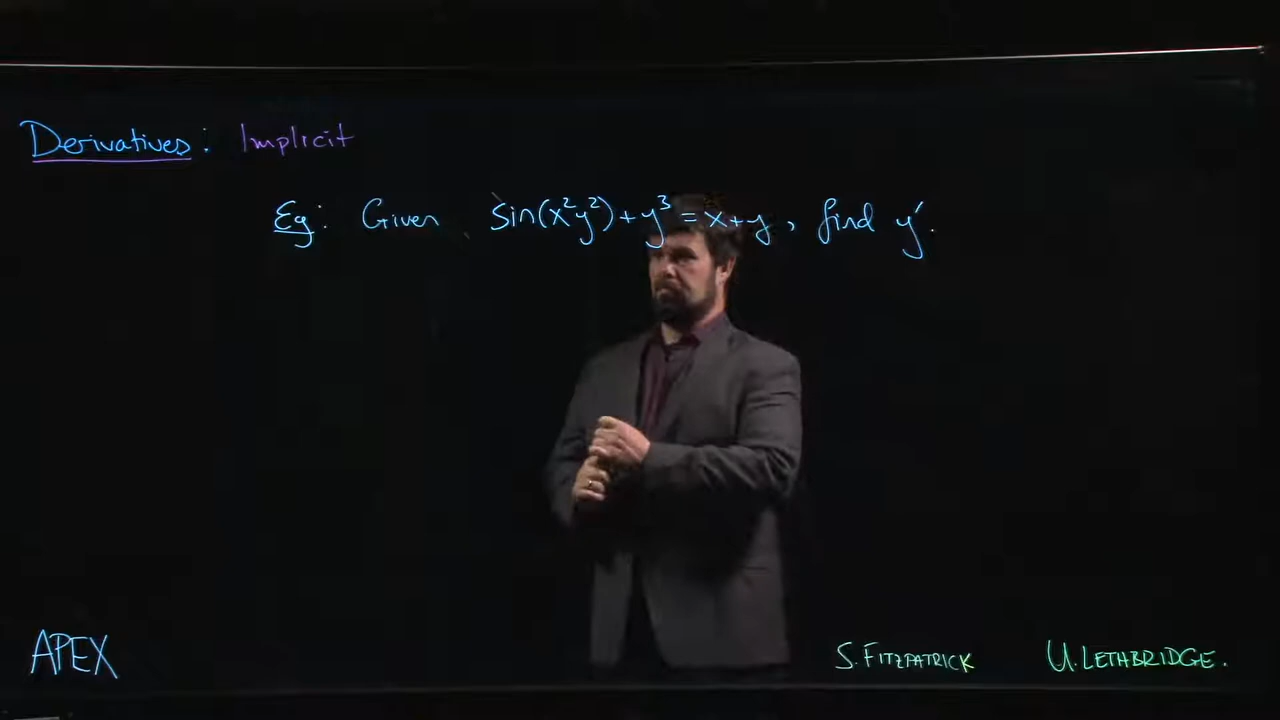 Derivatives: Implicit
Eg: Given sin(x²y²) + y³ = x + y, find y′.
APEX
S. FITZPATRICK U. LETHBRIDGE.